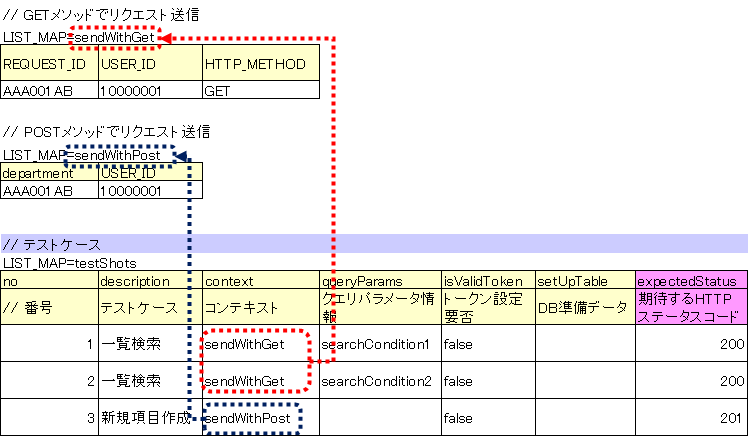 // GETメソッドでリクエスト送信
LIST_MAP=sendWithGet
REQUEST_ID USER_ID HTTP_METHOD
AAA001AB 10000001 GET
// POSTメソッドでリクエスト送信
LIST_MAP=sendWithPost
department USER_ID
AAA001AB 10000001
// テストケース
LIST_MAP=testShots
no description context queryParams isValidToken setUpTable expectedStatus
// 番号 テストケース コンテキスト クエリパラメータ情報 トークン設定要否 DB準備データ 期待するHTTPステータスコード
1 一覧検索 sendWithGet searchCondition1 false 200
2 一覧検索 sendWithGet searchCondition2 false 200
3 新規項目作成 sendWithPost false 201